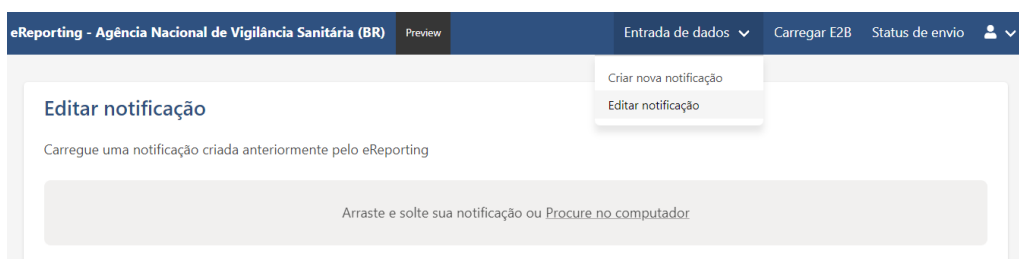 eReporting - Agência Nacional de Vigilância Sanitária (BR) Preview Entrada de dados Carregar E2B Status de envio
Criar nova notificação
Editar notificação
Editar notificação
Carregue uma notificação criada anteriormente pelo eReporting
Arraste e solte sua notificação ou Procure no computador